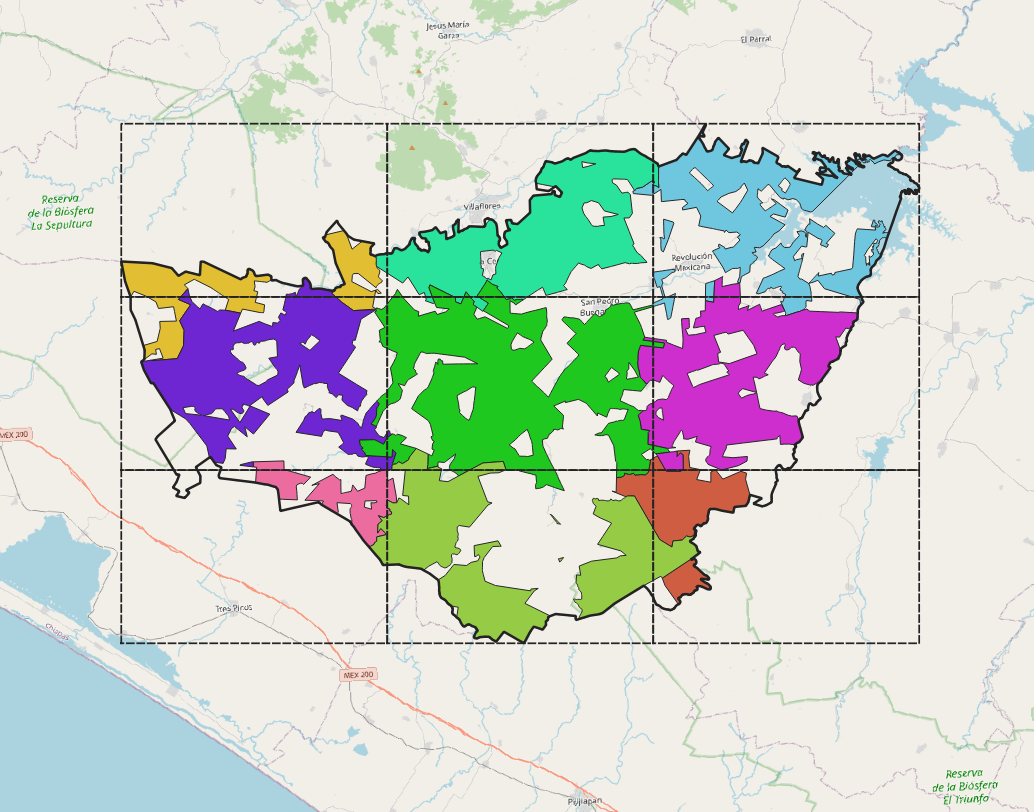 Jesús María
Garza
El Parral
Reserva
de la Biósfera
La Sepultura
Villaflores
Revolución
Mexicana
San Pedro
MEX 200
Tres Picos
Chiapas
MEX 200
Reserva
de la Biósfera
El Triunfo
Pijijiapan